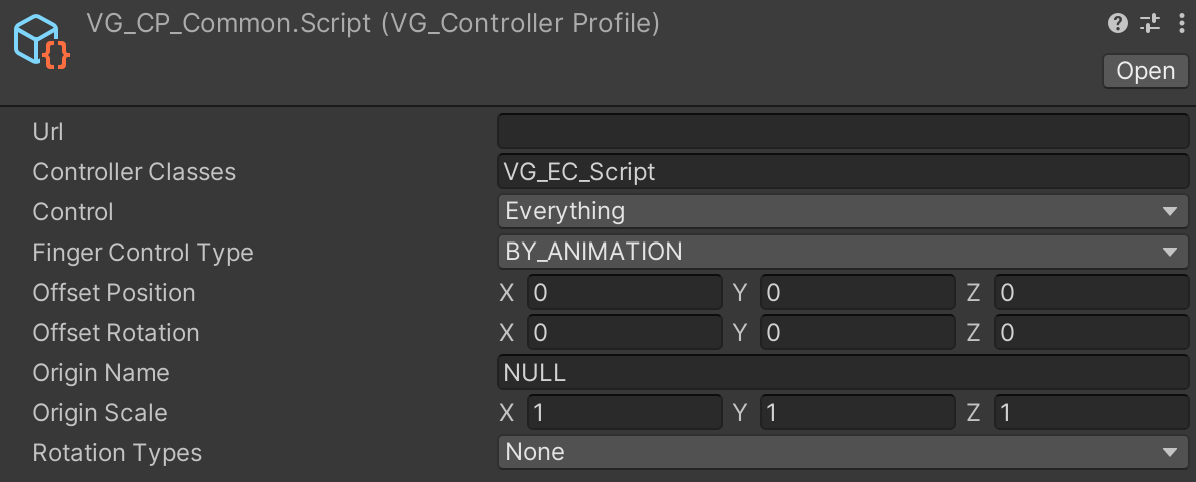 VG_CP_Common.Script (VG_Controller Profile)
Open
Url
Controller Classes VG_EC_Script
Control Everything
Finger Control Type BY_ANIMATION
Offset Position X 0 Y 0 Z 0
Offset Rotation X 0 Y 0 Z 0
Origin Name NULL
Origin Scale X 1 Y 1 Z 1
Rotation Types None